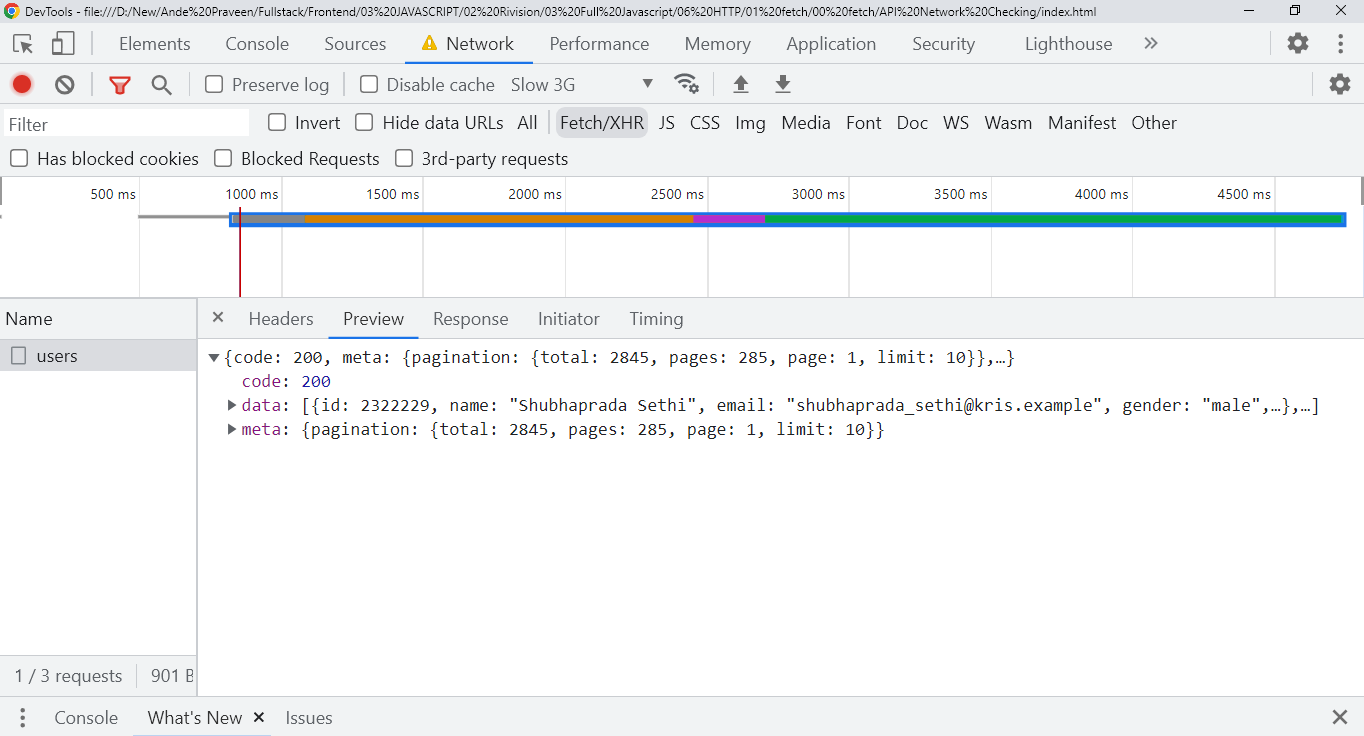 DevTools - file:///D:/New/Ande%20Praveen/Fullstack/Frontend/03%20JAVASCRIPT/02%20Rivision/03%20Full%20Javascript/06%20HTTP/01%20fetch/00%20fetch/API%20Network%20Checking/index.html
Elements Console Sources Network Performance Memory Application Security Lighthouse
Preserve log Disable cache Slow 3G
Filter Invert Hide data URLs All Fetch/XHR JS CSS Img Media Font Doc WS Wasm Manifest Other
Has blocked cookies Blocked Requests 3rd-party requests
500 ms 1000 ms 1500 ms 2000 ms 2500 ms 3000 ms 3500 ms 4000 ms 4500 ms
Name Headers Preview Response Initiator Timing
users
{code: 200, meta: {pagination: {total: 2845, pages: 285, page: 1, limit: 10}},…}
code: 200
data: [{id: 2322229, name: "Shubhaprada Sethi", email: "shubhaprada_sethi@kris.example", gender: "male",…},…]
meta: {pagination: {total: 2845, pages: 285, page: 1, limit: 10}}
1 / 3 requests 901 B
Console What's New Issues